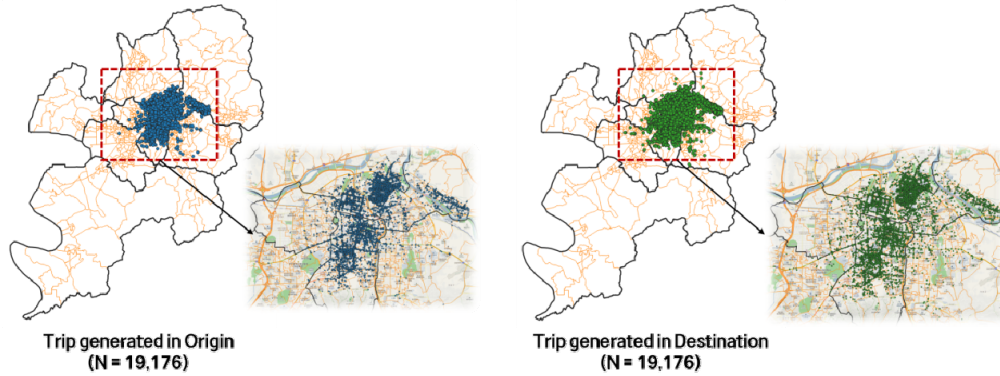 Trip generated in Origin
(N = 19,176)
Trip generated in Destination
(N = 19,176)